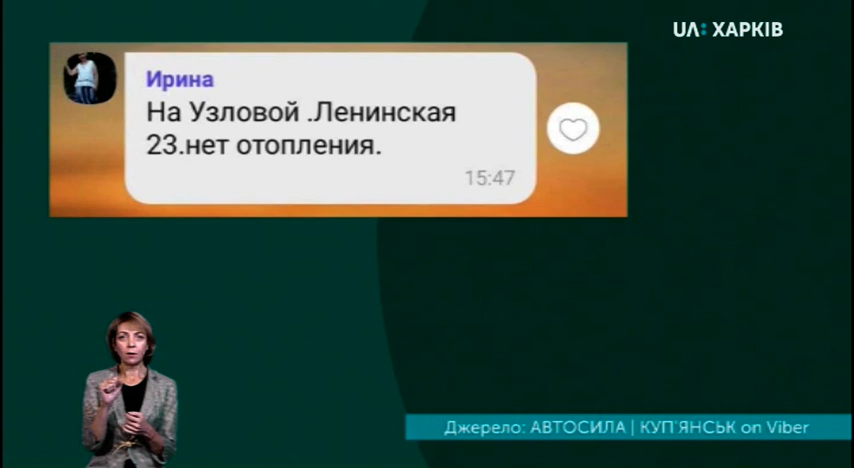 UA: ХАРКІВ
Ирина
На Узловой .Ленинская
23.нет отопления.
15:47
Джерело: АВТОСИЛА | КУП'ЯНСЬК on Viber